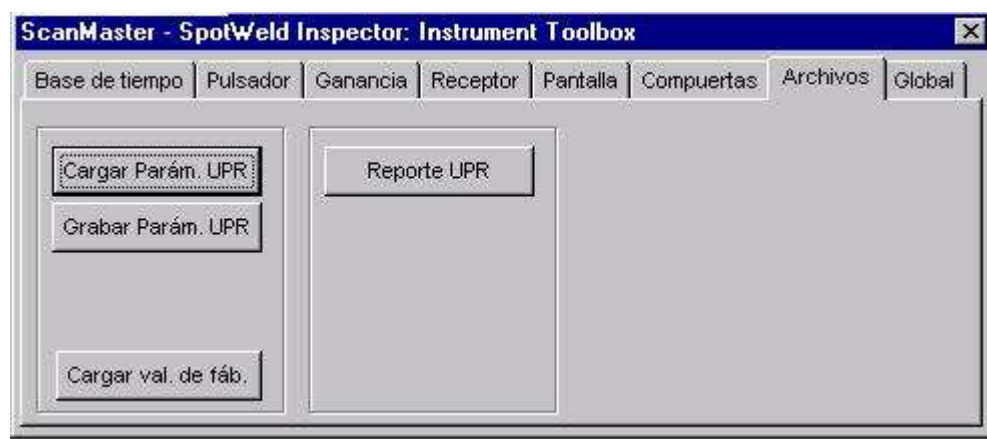 ScanMaster - SpotWeld Inspector: Instrument Toolbox
Base de tiempo Pulsador Ganancia Receptor Pantalla Compuertas Archivos Global
Cargar Parám. UPR
Grabar Parám. UPR
Cargar val. de fáb.
Reporte UPR